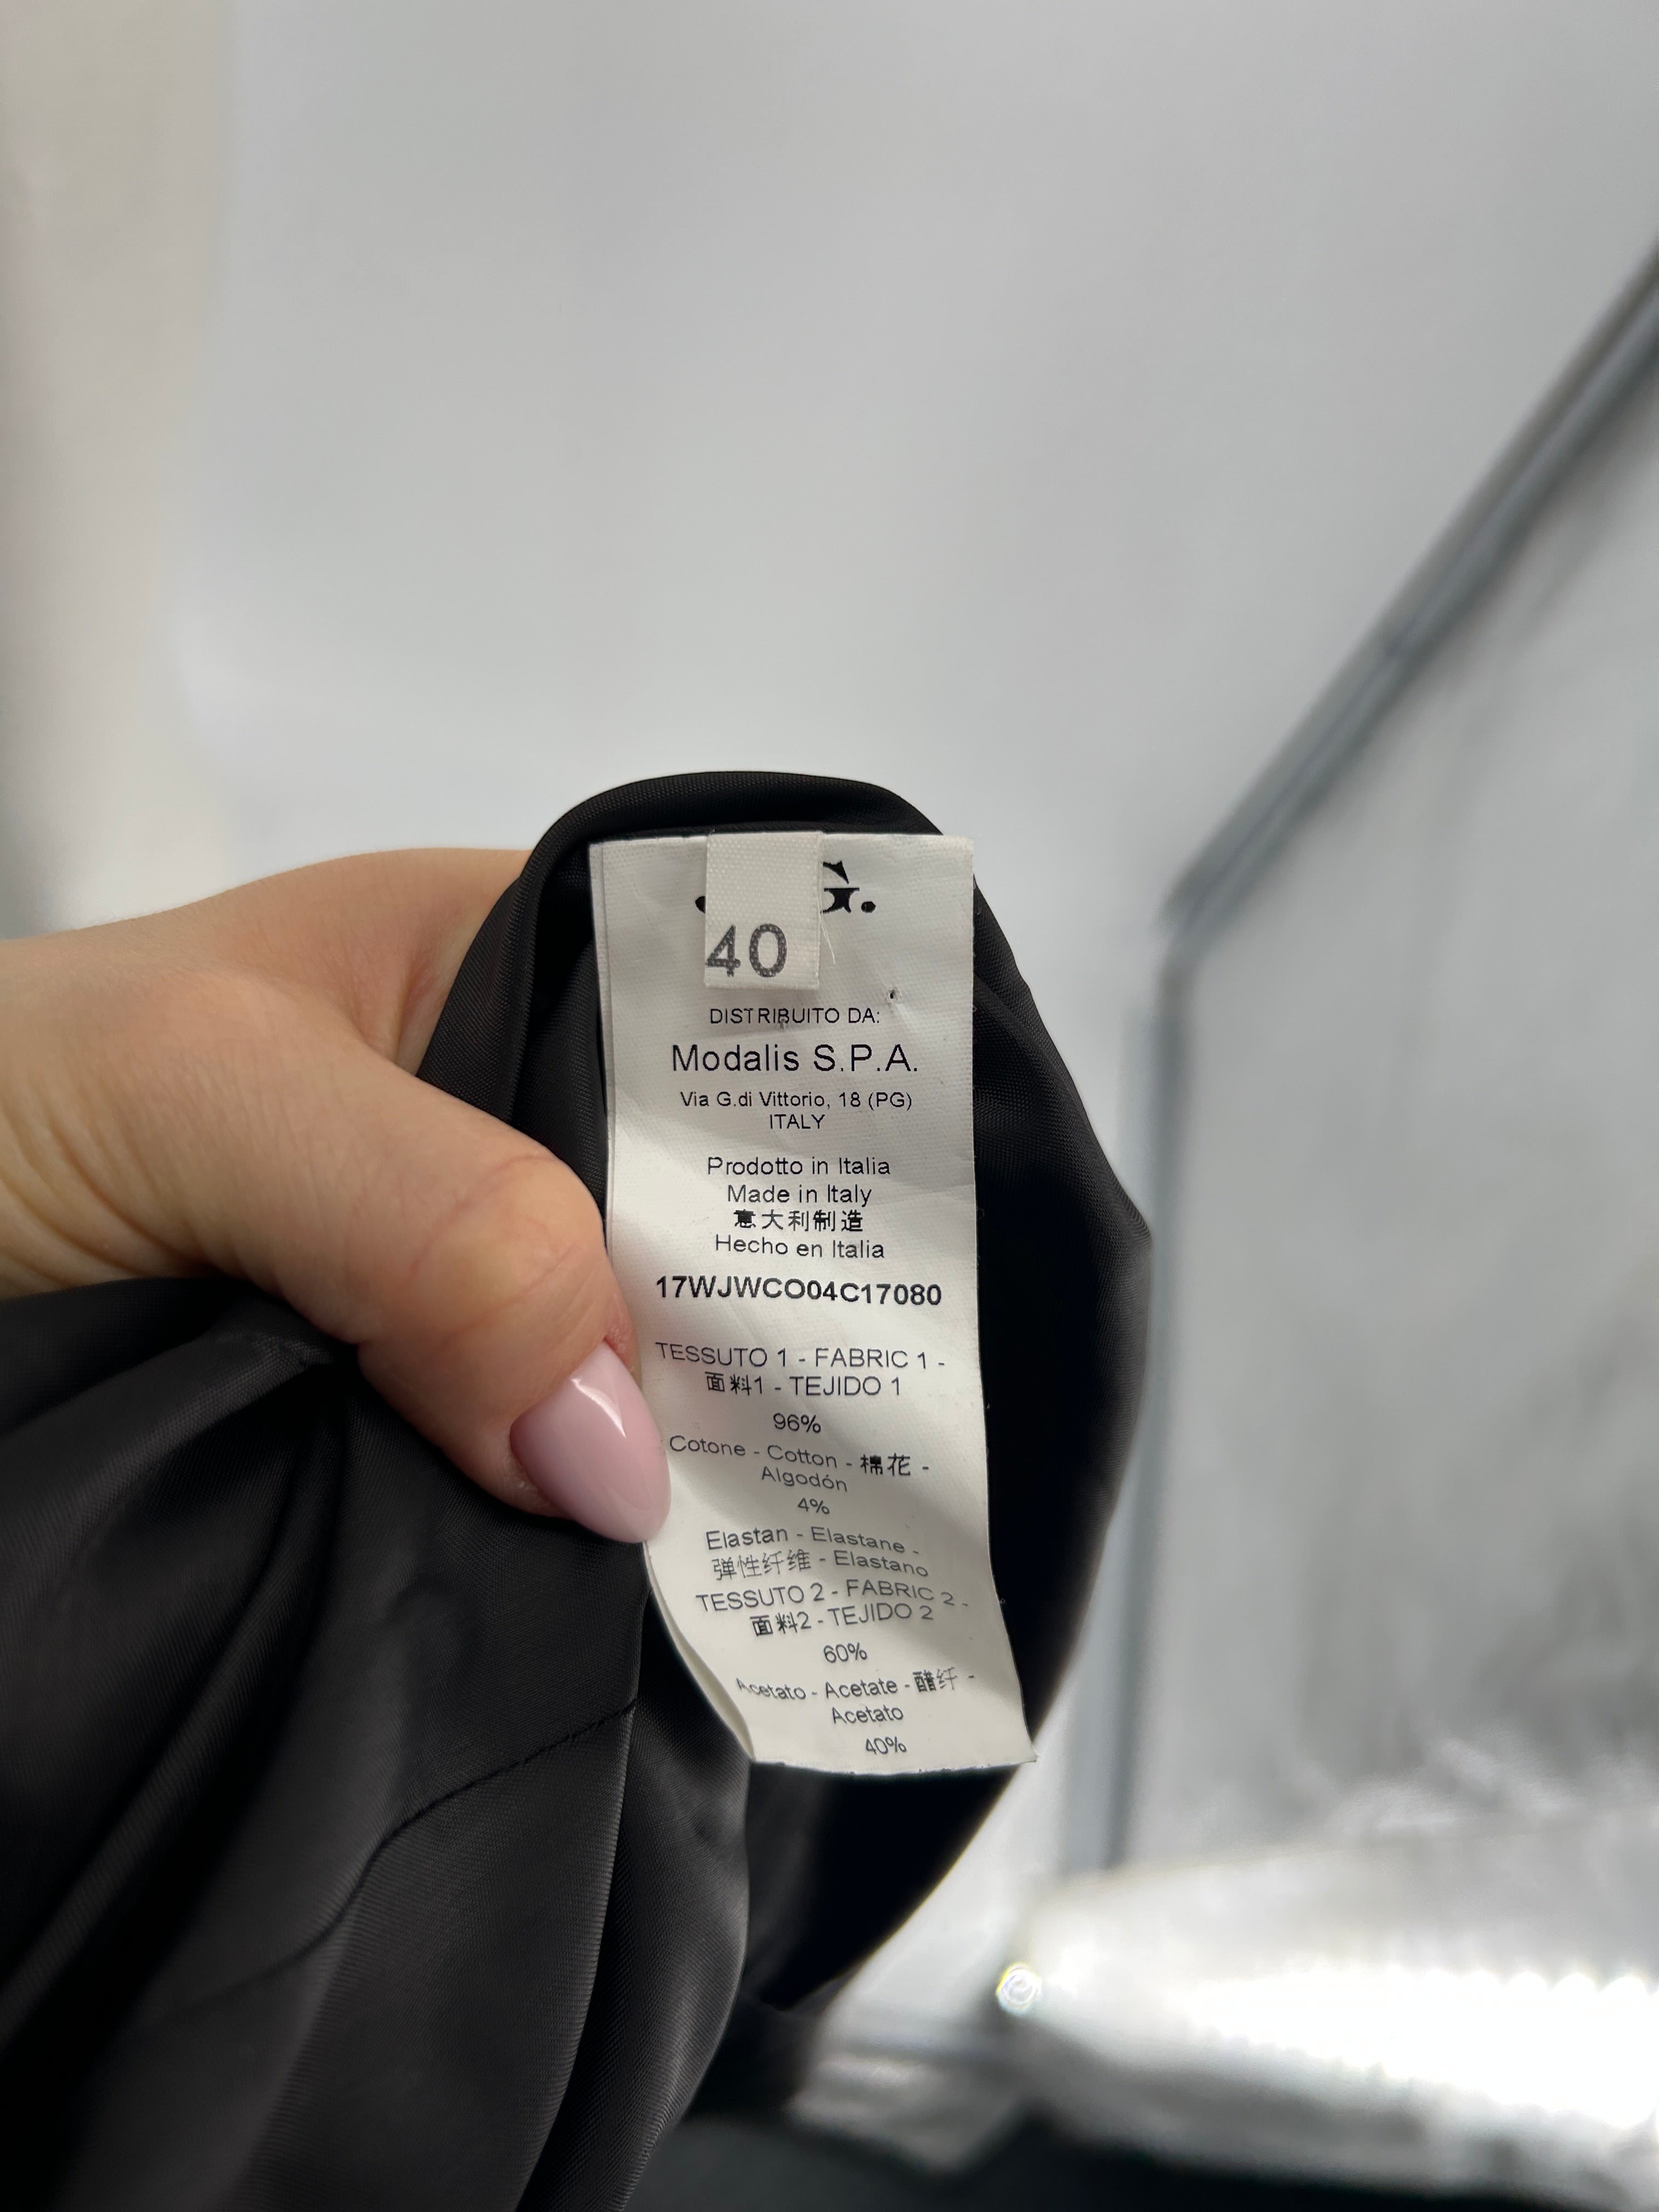 G.
40
DISTRIBUITO DA:
Modalis S.P.A.
Via G.di Vittorio, 18 (PG)
ITALY
Prodotto in Italia
Made in Italy
意大利制造
Hecho en Italia
17WJWCO04C17080
TESSUTO 1 - FABRIC 1 -
面料1 - TEJIDO 1
96%
Cotone - Cotton - 棉花 -
Algodón
4%
Elastan - Elastane -
弹性纤维 - Elastano
TESSUTO 2 - FABRIC 2 -
面料2 - TEJIDO 2
60%
Acetato - Acetate - 醋纤 -
Acetato
40%